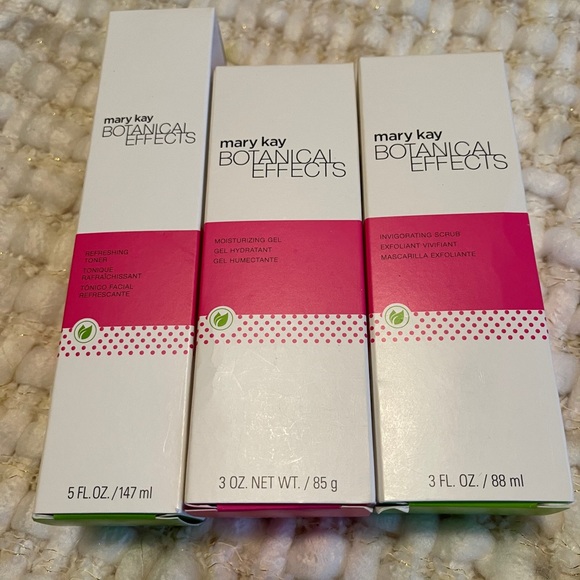 mary kay
BOTANICAL
EFFECTS
REFRESHING
TONER
TONIQUE
RAFRAÎCHISSANT
TÓNICO FACIAL
REFRESCANTE
5 FL. OZ. / 147 ml
mary kay
BOTANICAL
EFFECTS
MOISTURIZING GEL
GEL HYDRATANT
GEL HUMECTANTE
3 OZ. NET WT. / 85 g
mary kay
BOTANICAL
EFFECTS
INVIGORATING SCRUB
EXFOLIANT VIVIFIANT
MASCARILLA EXFOLIANTE
3 FL. OZ. / 88 ml